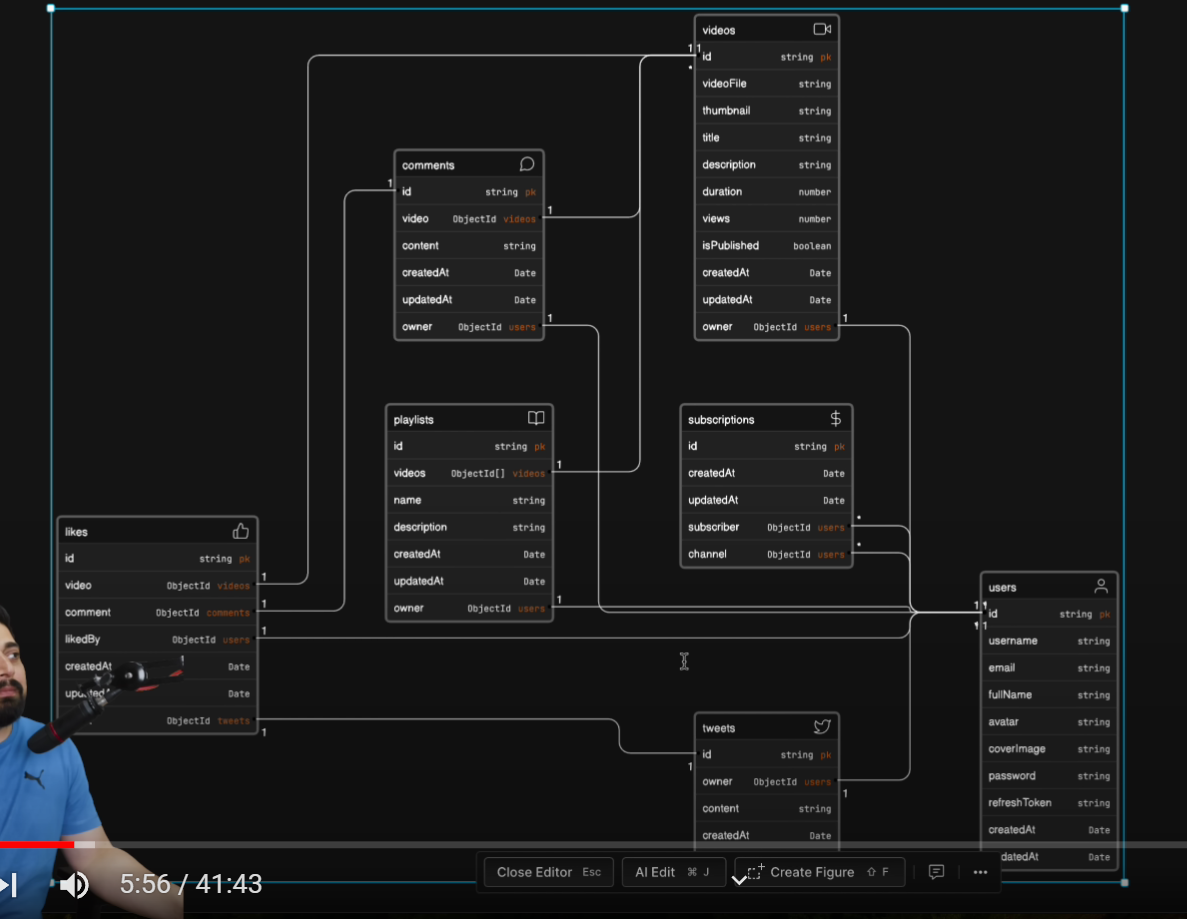 videos
id string pk
videoFile string
thumbnail string
title string
description string
duration number
views number
isPublished boolean
createdAt Date
updatedAt Date
owner ObjectId users
1 1
1
comments
id string pk
video ObjectId videos
content string
createdAt Date
updatedAt Date
owner ObjectId users
1
1
1
playlists
id string pk
videos ObjectId[] videos
name string
description string
createdAt Date
updatedAt Date
owner ObjectId users
1
1
subscriptions
id string pk
createdAt Date
updatedAt Date
subscriber ObjectId users
channel ObjectId users
likes
id string pk
video ObjectId videos
comment ObjectId comments
likedBy ObjectId users
createdAt Date
Date
ObjectId tweets
1
1
1
1
users
id string pk
username string
email string
fullName string
avatar string
coverImage string
password string
refreshToken string
createdAt Date
Date
1
1
tweets
id string pk
owner ObjectId users
content string
createdAt Date
1
1
Close Editor Esc
AI Edit ⌘ J
Create Figure ⇧ F
5:56 / 41:43